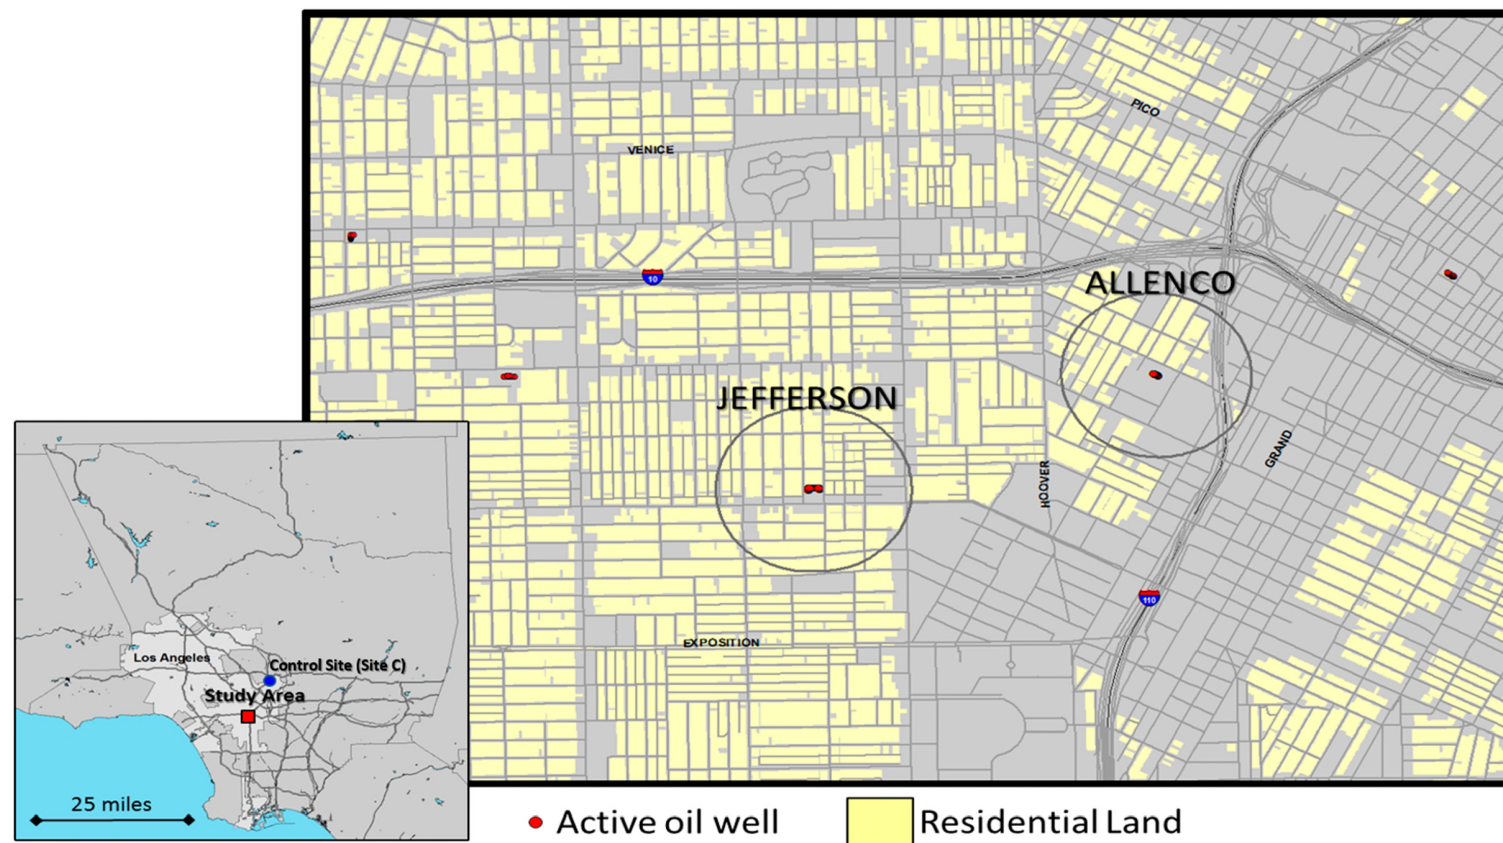 PICO
VENICE
10
ALLENCO
JEFFERSON
GRAND
HOOVER
110
EXPOSITION
Los Angeles
Control Site (Site C)
Study Area
25 miles
Active oil well
Residential Land